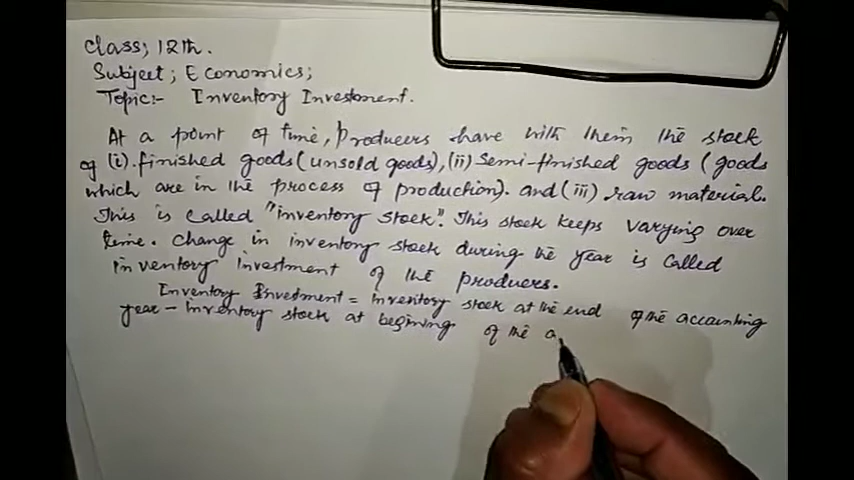 Class; 12th.
Subject; Economics;
Topic:- Inventory Investment.
At a point of time, producers have with them the stock
of (i). finished goods (unsold goods), (ii) Semi-finished goods (goods
which are in the process of production). and (iii) raw material.
This is called "inventory stock". This stock keeps varying over
time. Change in inventory stock during the year is called
inventory investment of the producers.
Inventory Investment = inventory stock at the end of the accounting
year - inventory stock at begining of the a